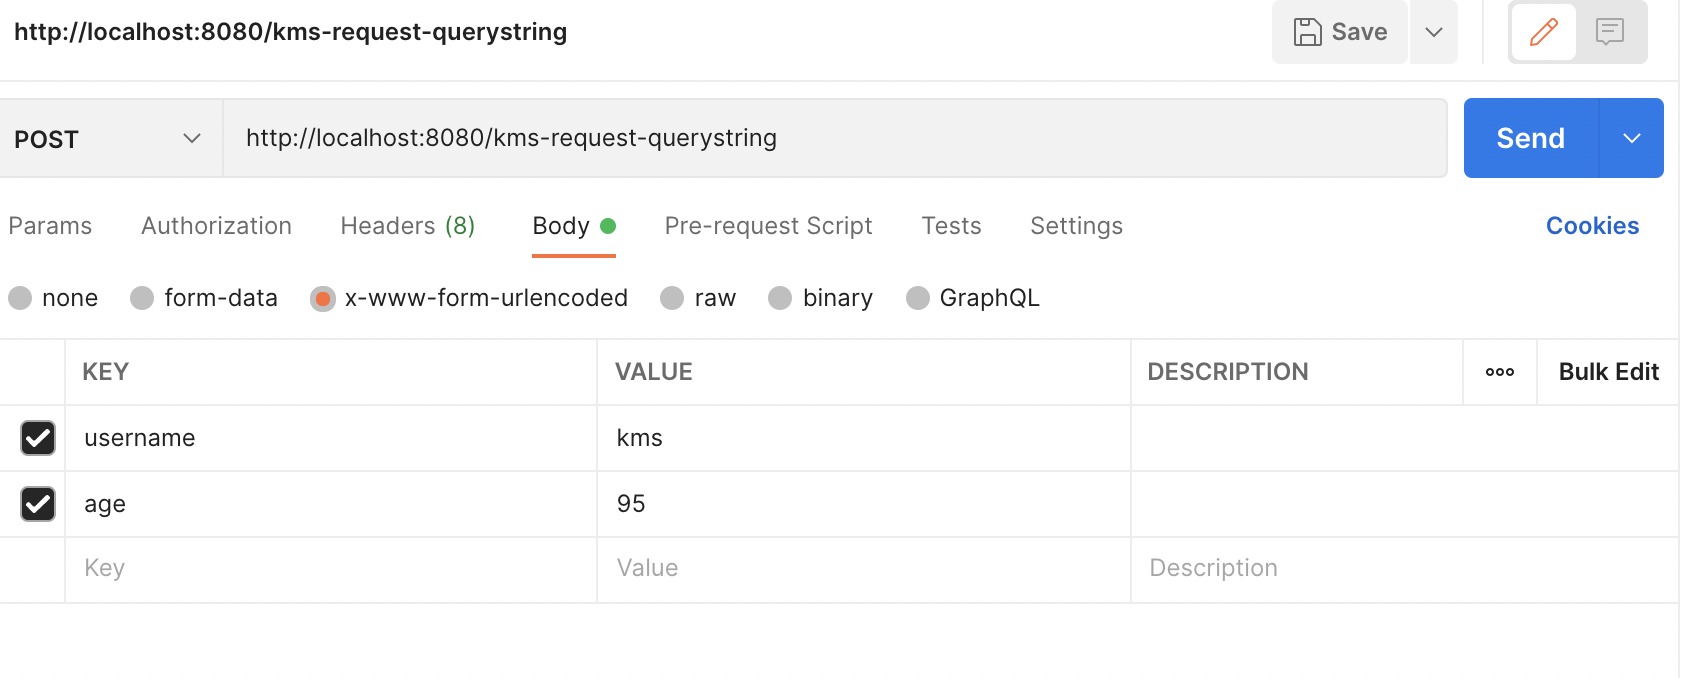 http://localhost:8080/kms-request-querystring Save
POST http://localhost:8080/kms-request-querystring Send
Params Authorization Headers (8) Body Pre-request Script Tests Settings Cookies
none form-data x-www-form-urlencoded raw binary GraphQL
KEY VALUE DESCRIPTION Bulk Edit
username kms
age 95
Key Value Description